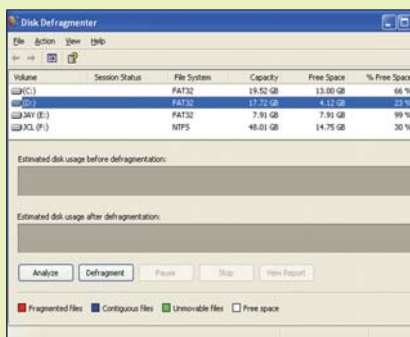 Disk Defragmenter
File Action View Help
Volume Session Status File System Capacity Free Space % Free Space
(C:) FAT32 19.52 GB 13.00 GB 66 %
(D:) FAT32 17.72 GB 4.12 GB 23 %
JAY (E:) FAT32 7.91 GB 7.91 GB 99 %
JCL (F:) NTFS 48.01 GB 14.75 GB 30 %
Estimated disk usage before defragmentation:
Estimated disk usage after defragmentation:
Analyze Defragment Pause Stop View Report
Fragmented files Contiguous files Unmovable files Free space